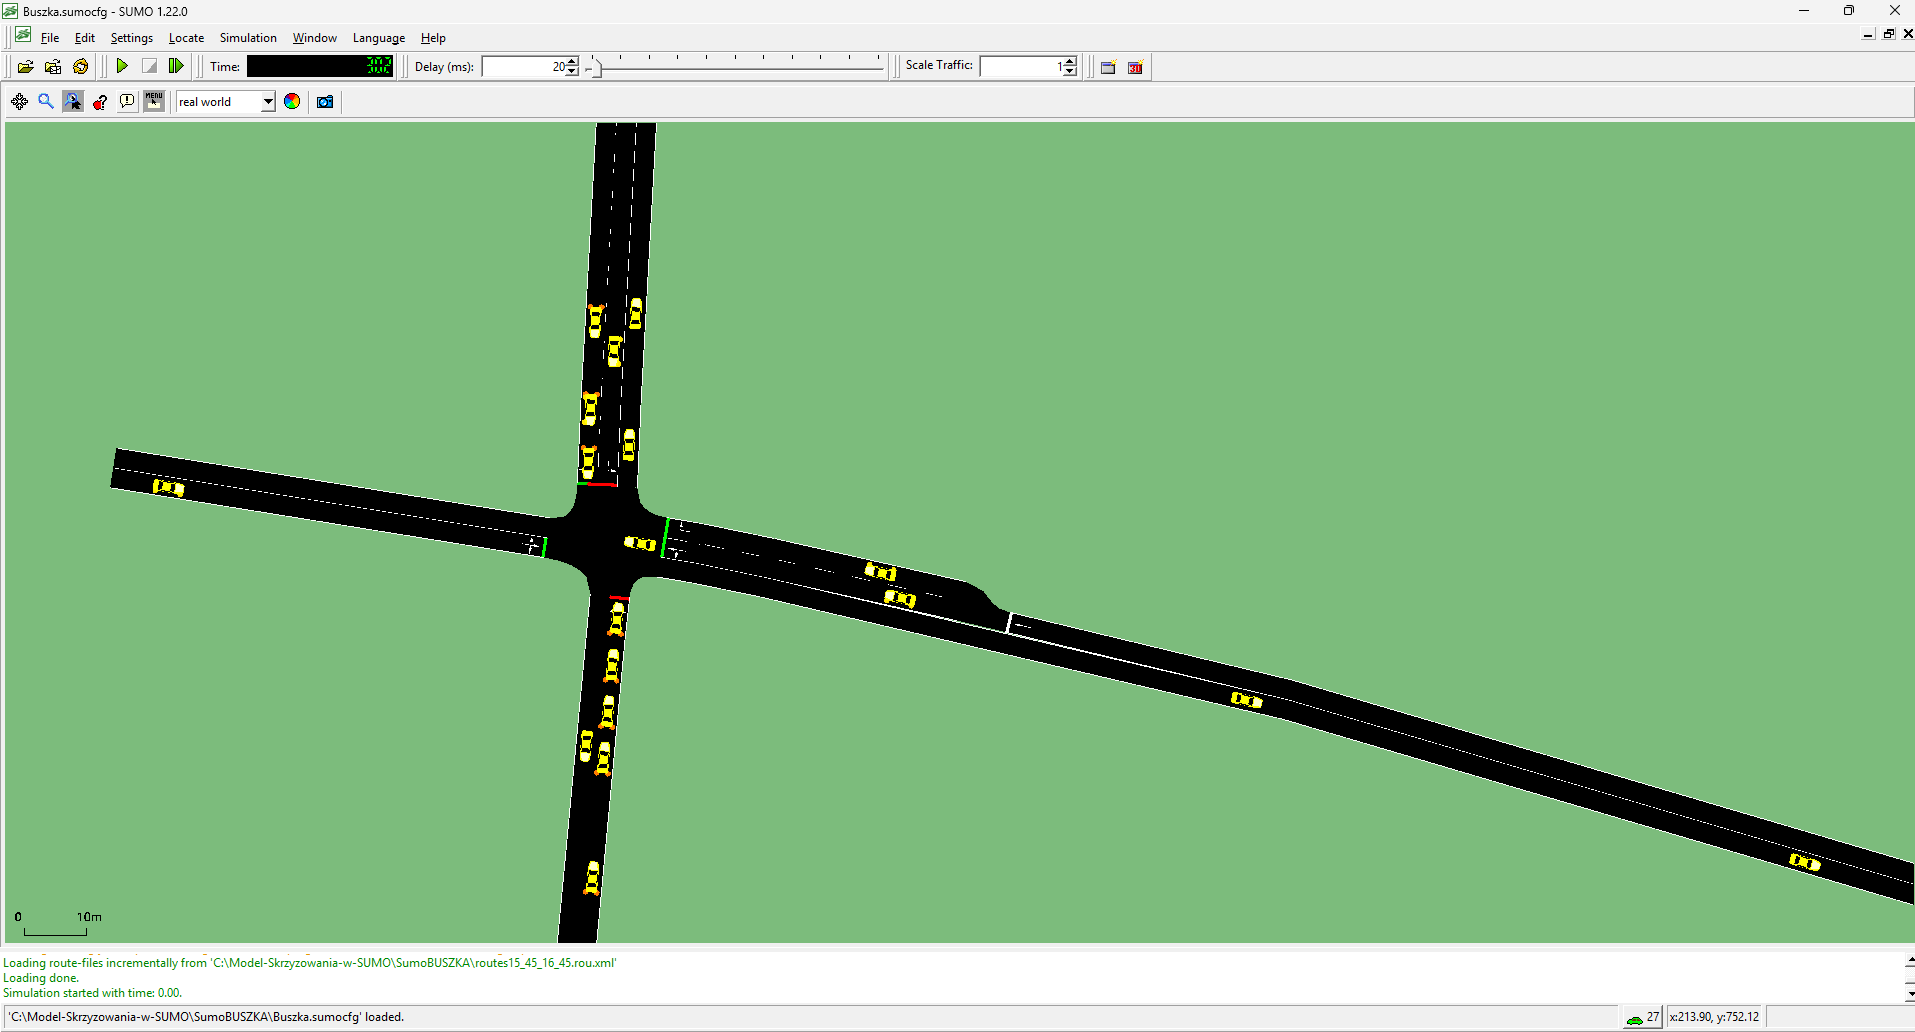 Buszka.sumocfg - SUMO 1.22.0
File Edit Settings Locate Simulation Window Language Help
Time: 302 Delay (ms): 20 Scale Traffic: 1
MENU real world
0 10m
Loading route-files incrementally from 'C:\Model-Skrzyzowania-w-SUMO\SumoBUSZKA\routes15_45_16_45.rou.xml'
Loading done.
Simulation started with time: 0.00.
'C:\Model-Skrzyzowania-w-SUMO\SumoBUSZKA\Buszka.sumocfg' loaded. 27 x:213.90, y:752.12